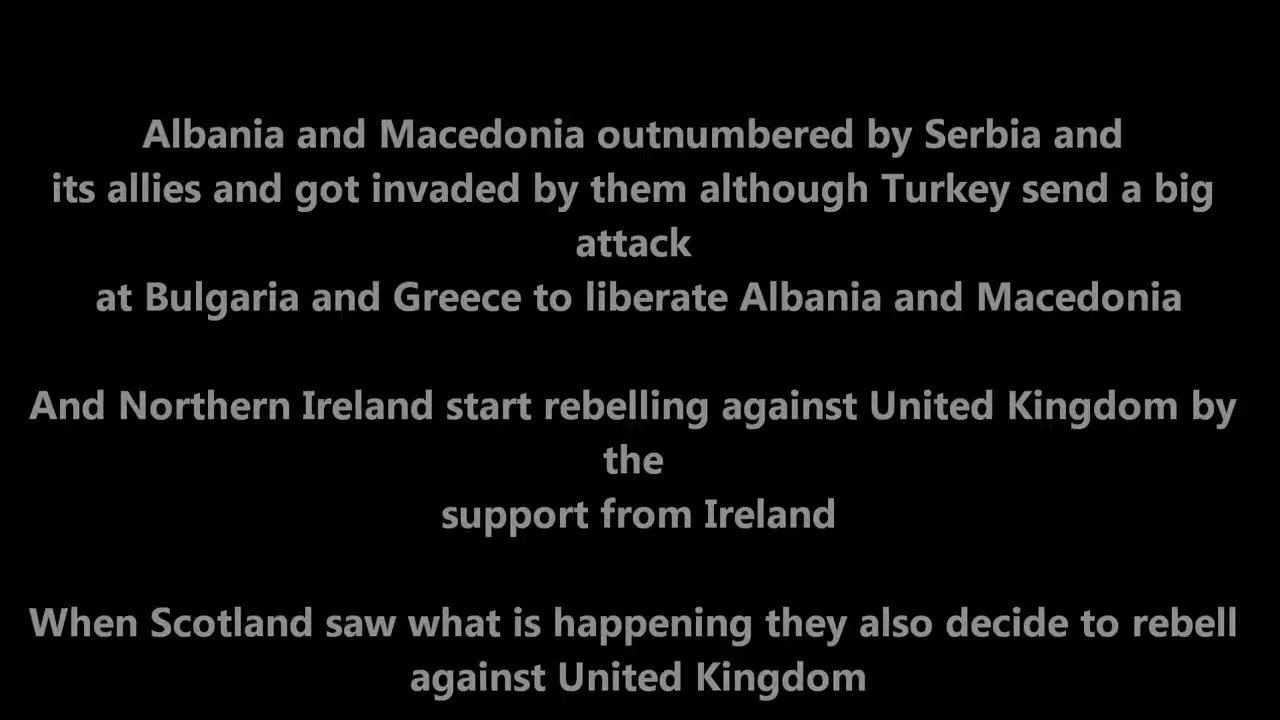 Albania and Macedonia outnumbered by Serbia and
its allies and got invaded by them although Turkey send a big
attack
at Bulgaria and Greece to liberate Albania and Macedonia
And Northern Ireland start rebelling against United Kingdom by
the
support from Ireland
When Scotland saw what is happening they also decide to rebell
against United Kingdom